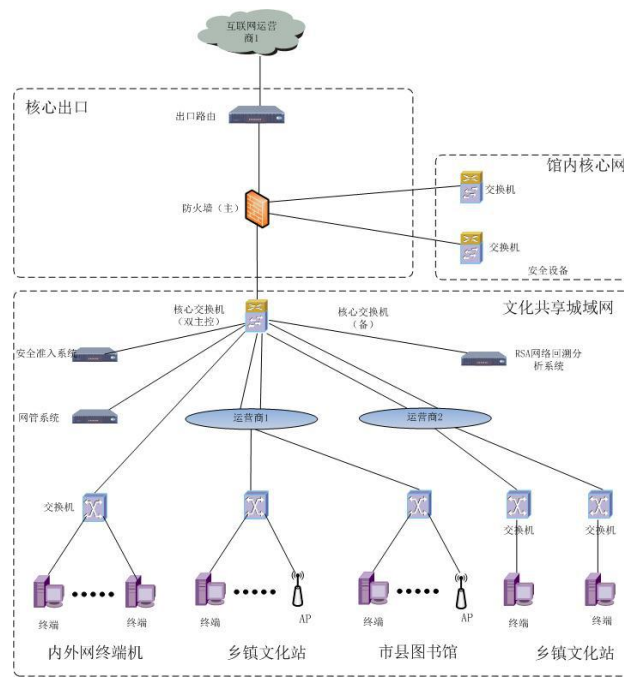 互联网运营
商1
核心出口
出口路由
馆内核心网
交换机
防火墙（主）
交换机
安全设备
核心交换机
（双主控）
核心交换机
（备）
文化共享城域网
安全准入系统
RSA网络回溯分
析系统
网管系统
运营商1
运营商2
交换机
交换机
交换机
终端
终端
终端
AP
终端
AP
终端
终端
内外网终端机
乡镇文化站
市县图书馆
乡镇文化站